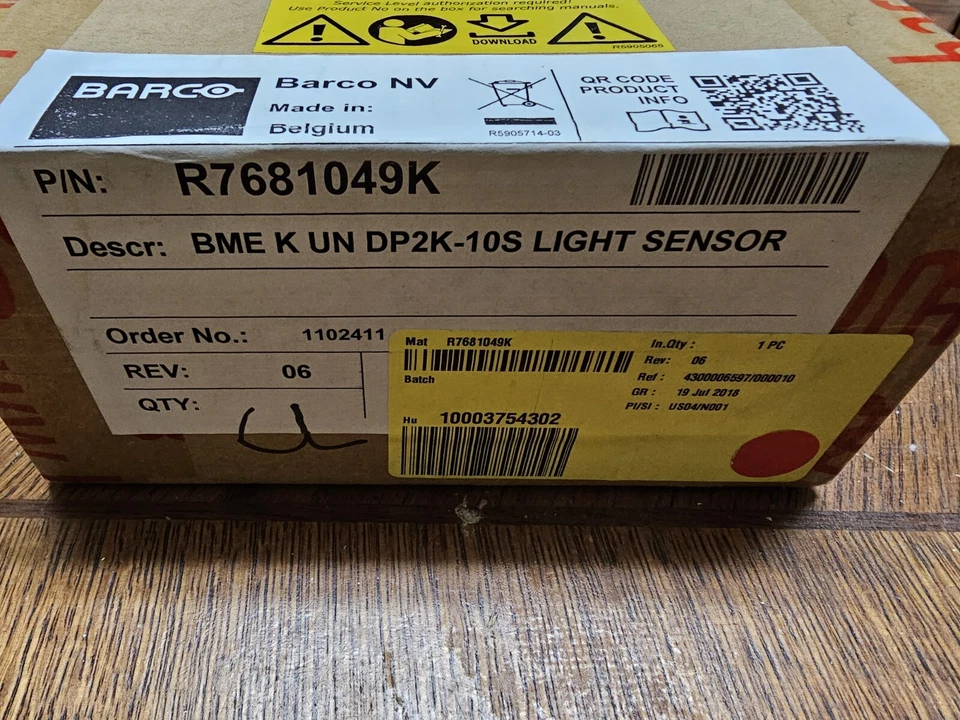 Service Level authorization required!
Use Product No on the box for searching manuals.
DOWNLOAD
R5905065
BARCO
Barco NV
Made in:
Belgium
R5905714-03
QR CODE
PRODUCT
INFO
P/N: R7681049K
Descr: BME K UN DP2K-10S LIGHT SENSOR
Order No.: 1102411
REV: 06
QTY:
Mat R7681049K
Batch
Hu 10003754302
In.Qty : 1 PC
Rev: 06
Ref : 4300006597/000010
GR : 19 Jul 2018
PI/SI : US04/N001